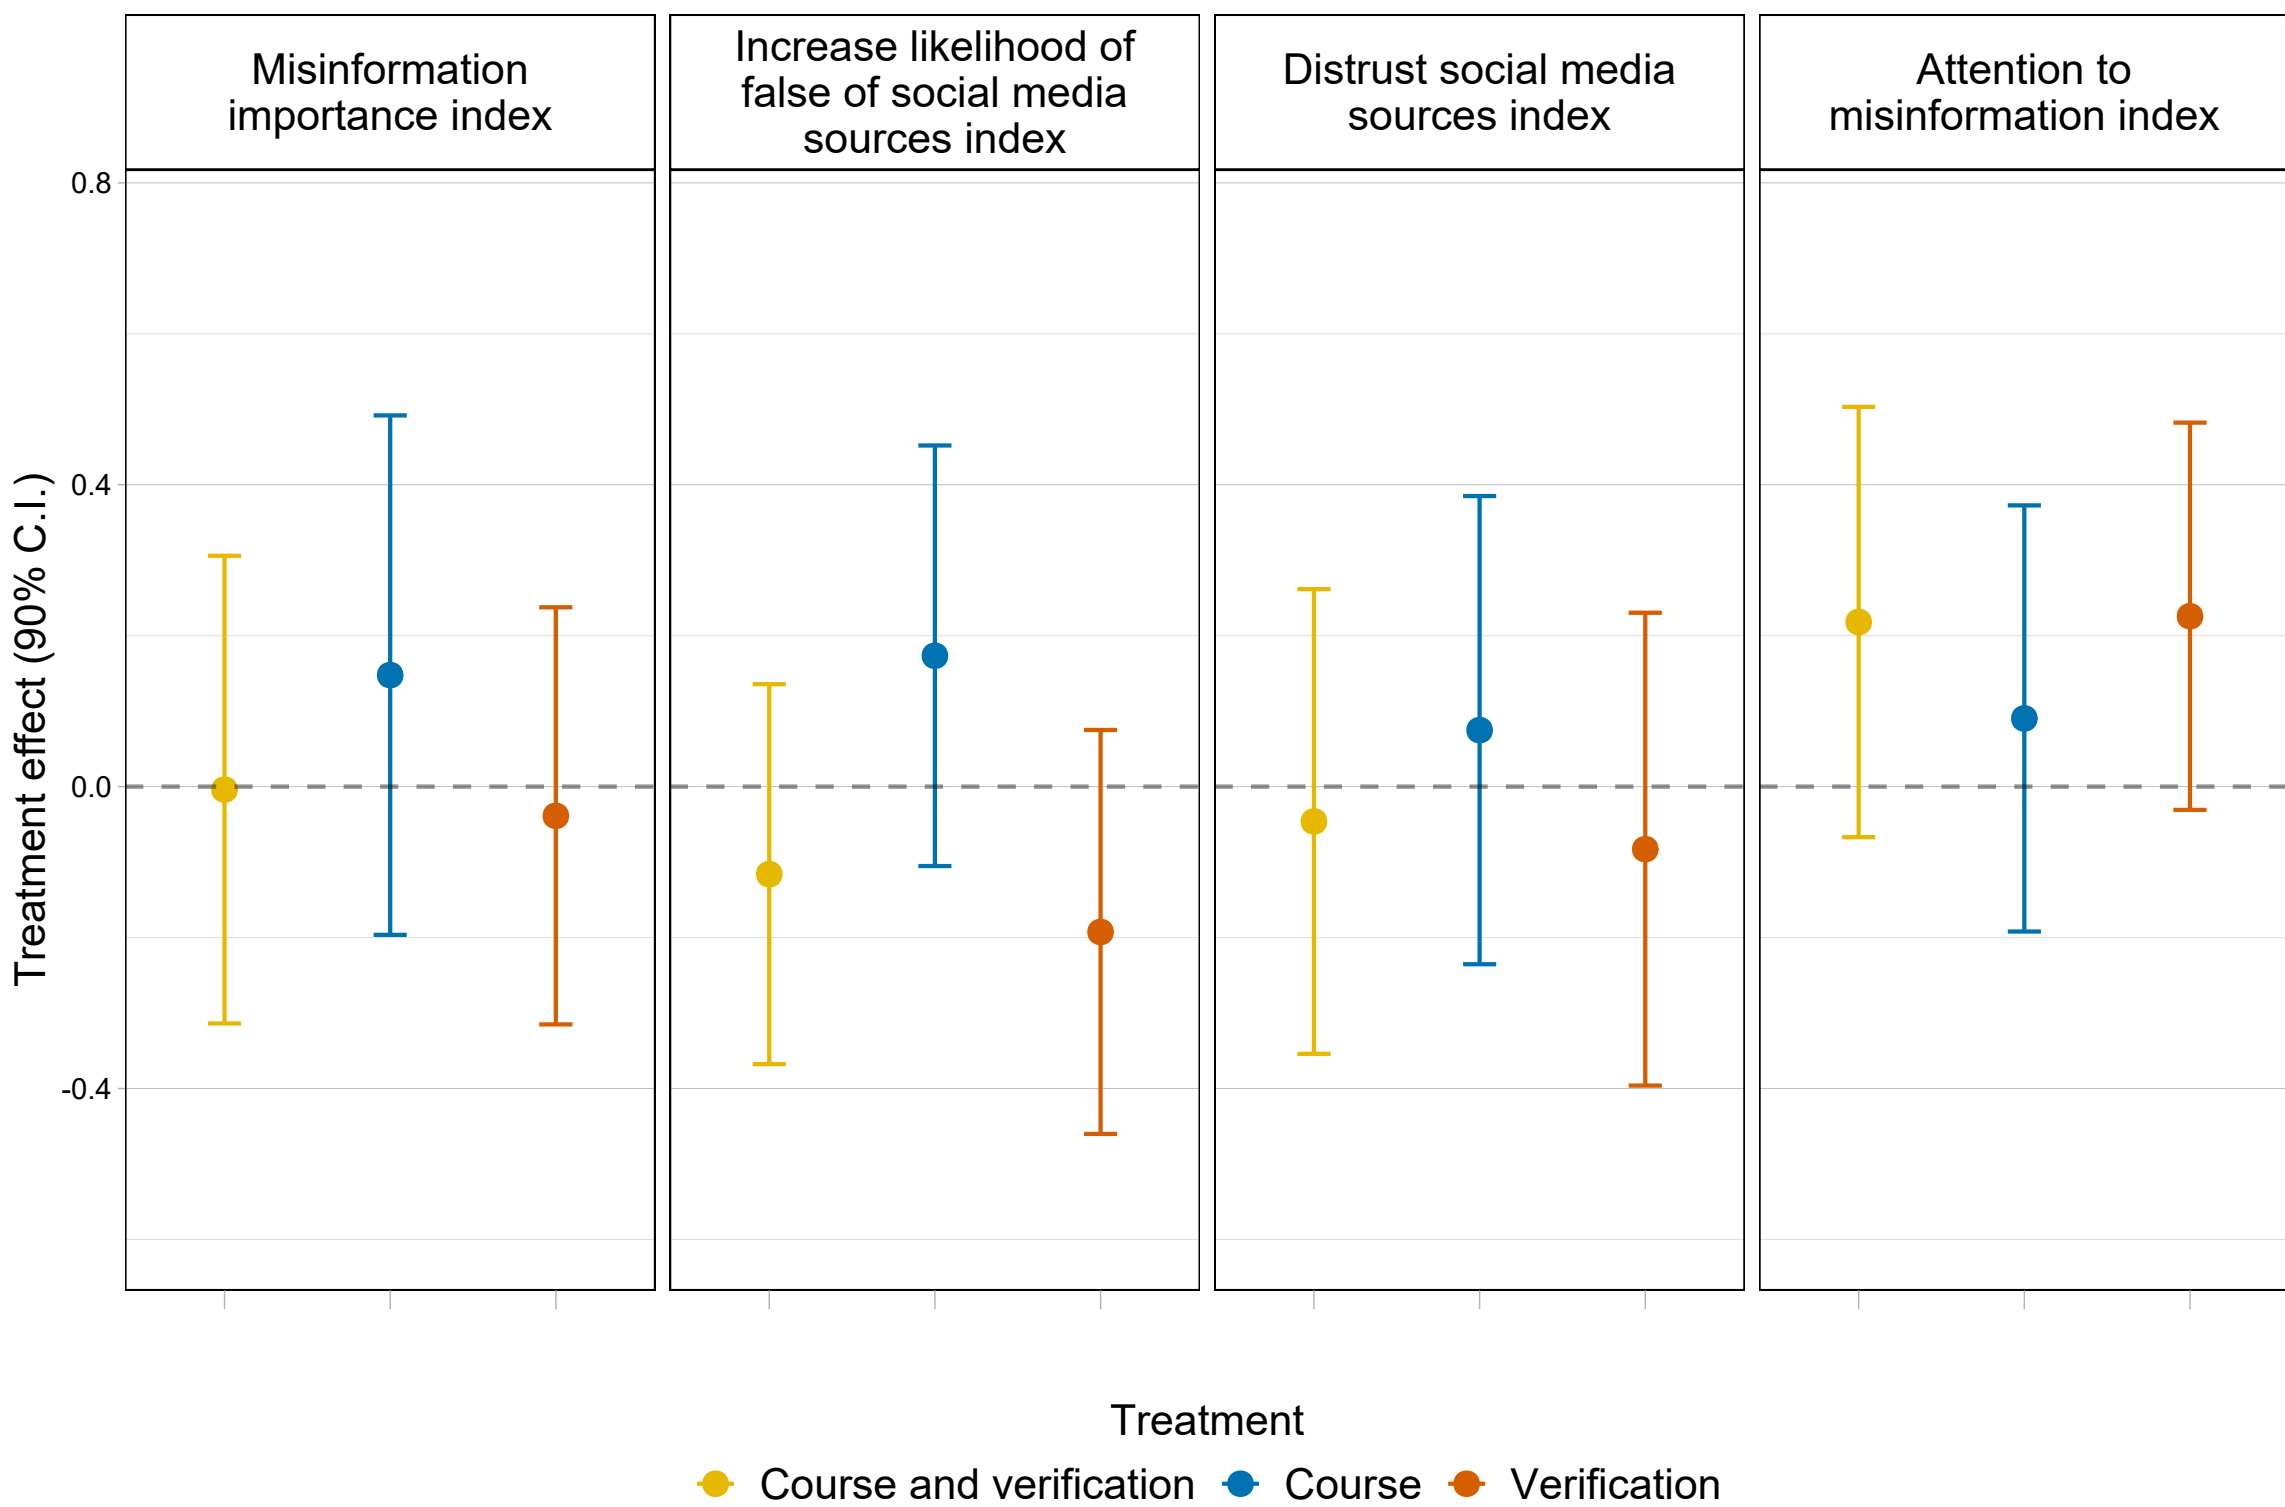 Misinformation
importance index
Increase likelihood of
false of social media
sources index
Distrust social media
sources index
Attention to
misinformation index
Treatment effect (90% C.I.)
0.8
0.4
0.0
-0.4
Treatment
Course and verification Course Verification